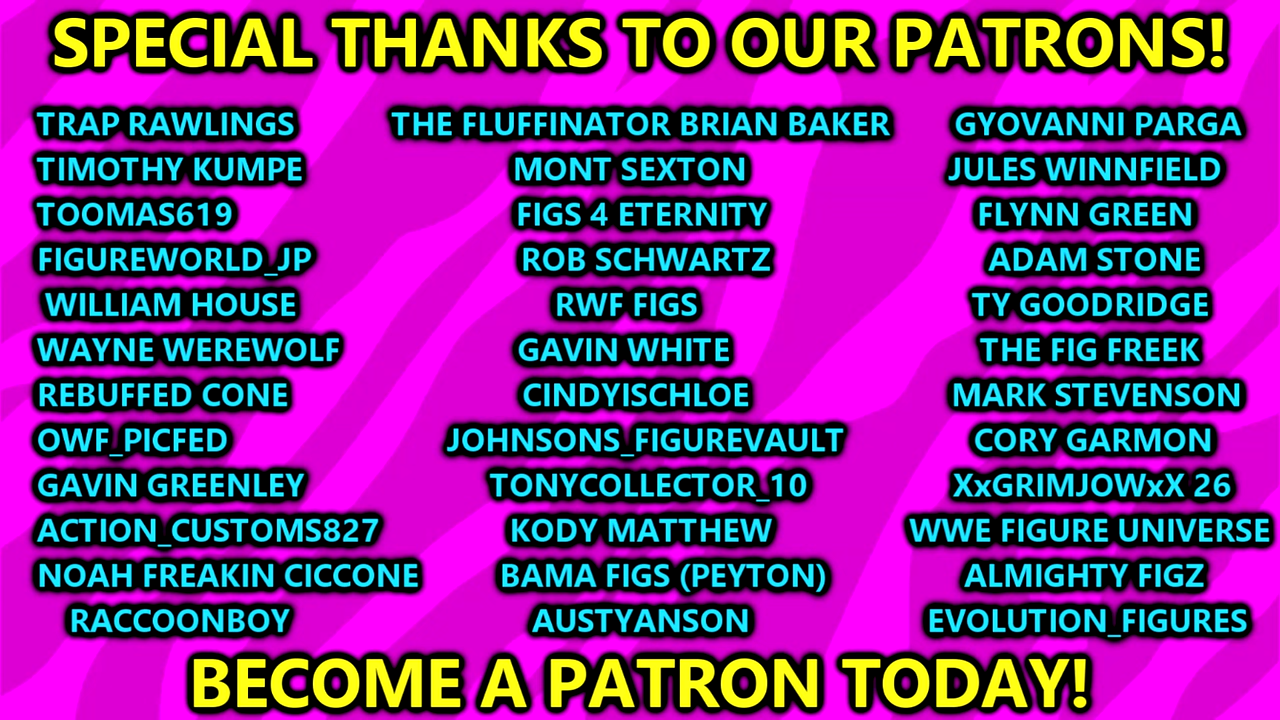 SPECIAL THANKS TO OUR PATRONS!
TRAP RAWLINGS
TIMOTHY KUMPE
TOOMAS619
FIGUREWORLD_JP
WILLIAM HOUSE
WAYNE WEREWOLF
REBUFFED CONE
OWF_PICFED
GAVIN GREENLEY
ACTION_CUSTOMS827
NOAH FREAKIN CICCONE
RACCOONBOY
THE FLUFFINATOR BRIAN BAKER
MONT SEXTON
FIGS 4 ETERNITY
ROB SCHWARTZ
RWF FIGS
GAVIN WHITE
CINDYISCHLOE
JOHNSONS_FIGUREVAULT
TONYCOLLECTOR_10
KODY MATTHEW
BAMA FIGS (PEYTON)
AUSTYANSON
GYOVANNI PARGA
JULES WINNFIELD
FLYNN GREEN
ADAM STONE
TY GOODRIDGE
THE FIG FREEK
MARK STEVENSON
CORY GARMON
XxGRIMJOWxX 26
WWE FIGURE UNIVERSE
ALMIGHTY FIGZ
EVOLUTION_FIGURES
BECOME A PATRON TODAY!